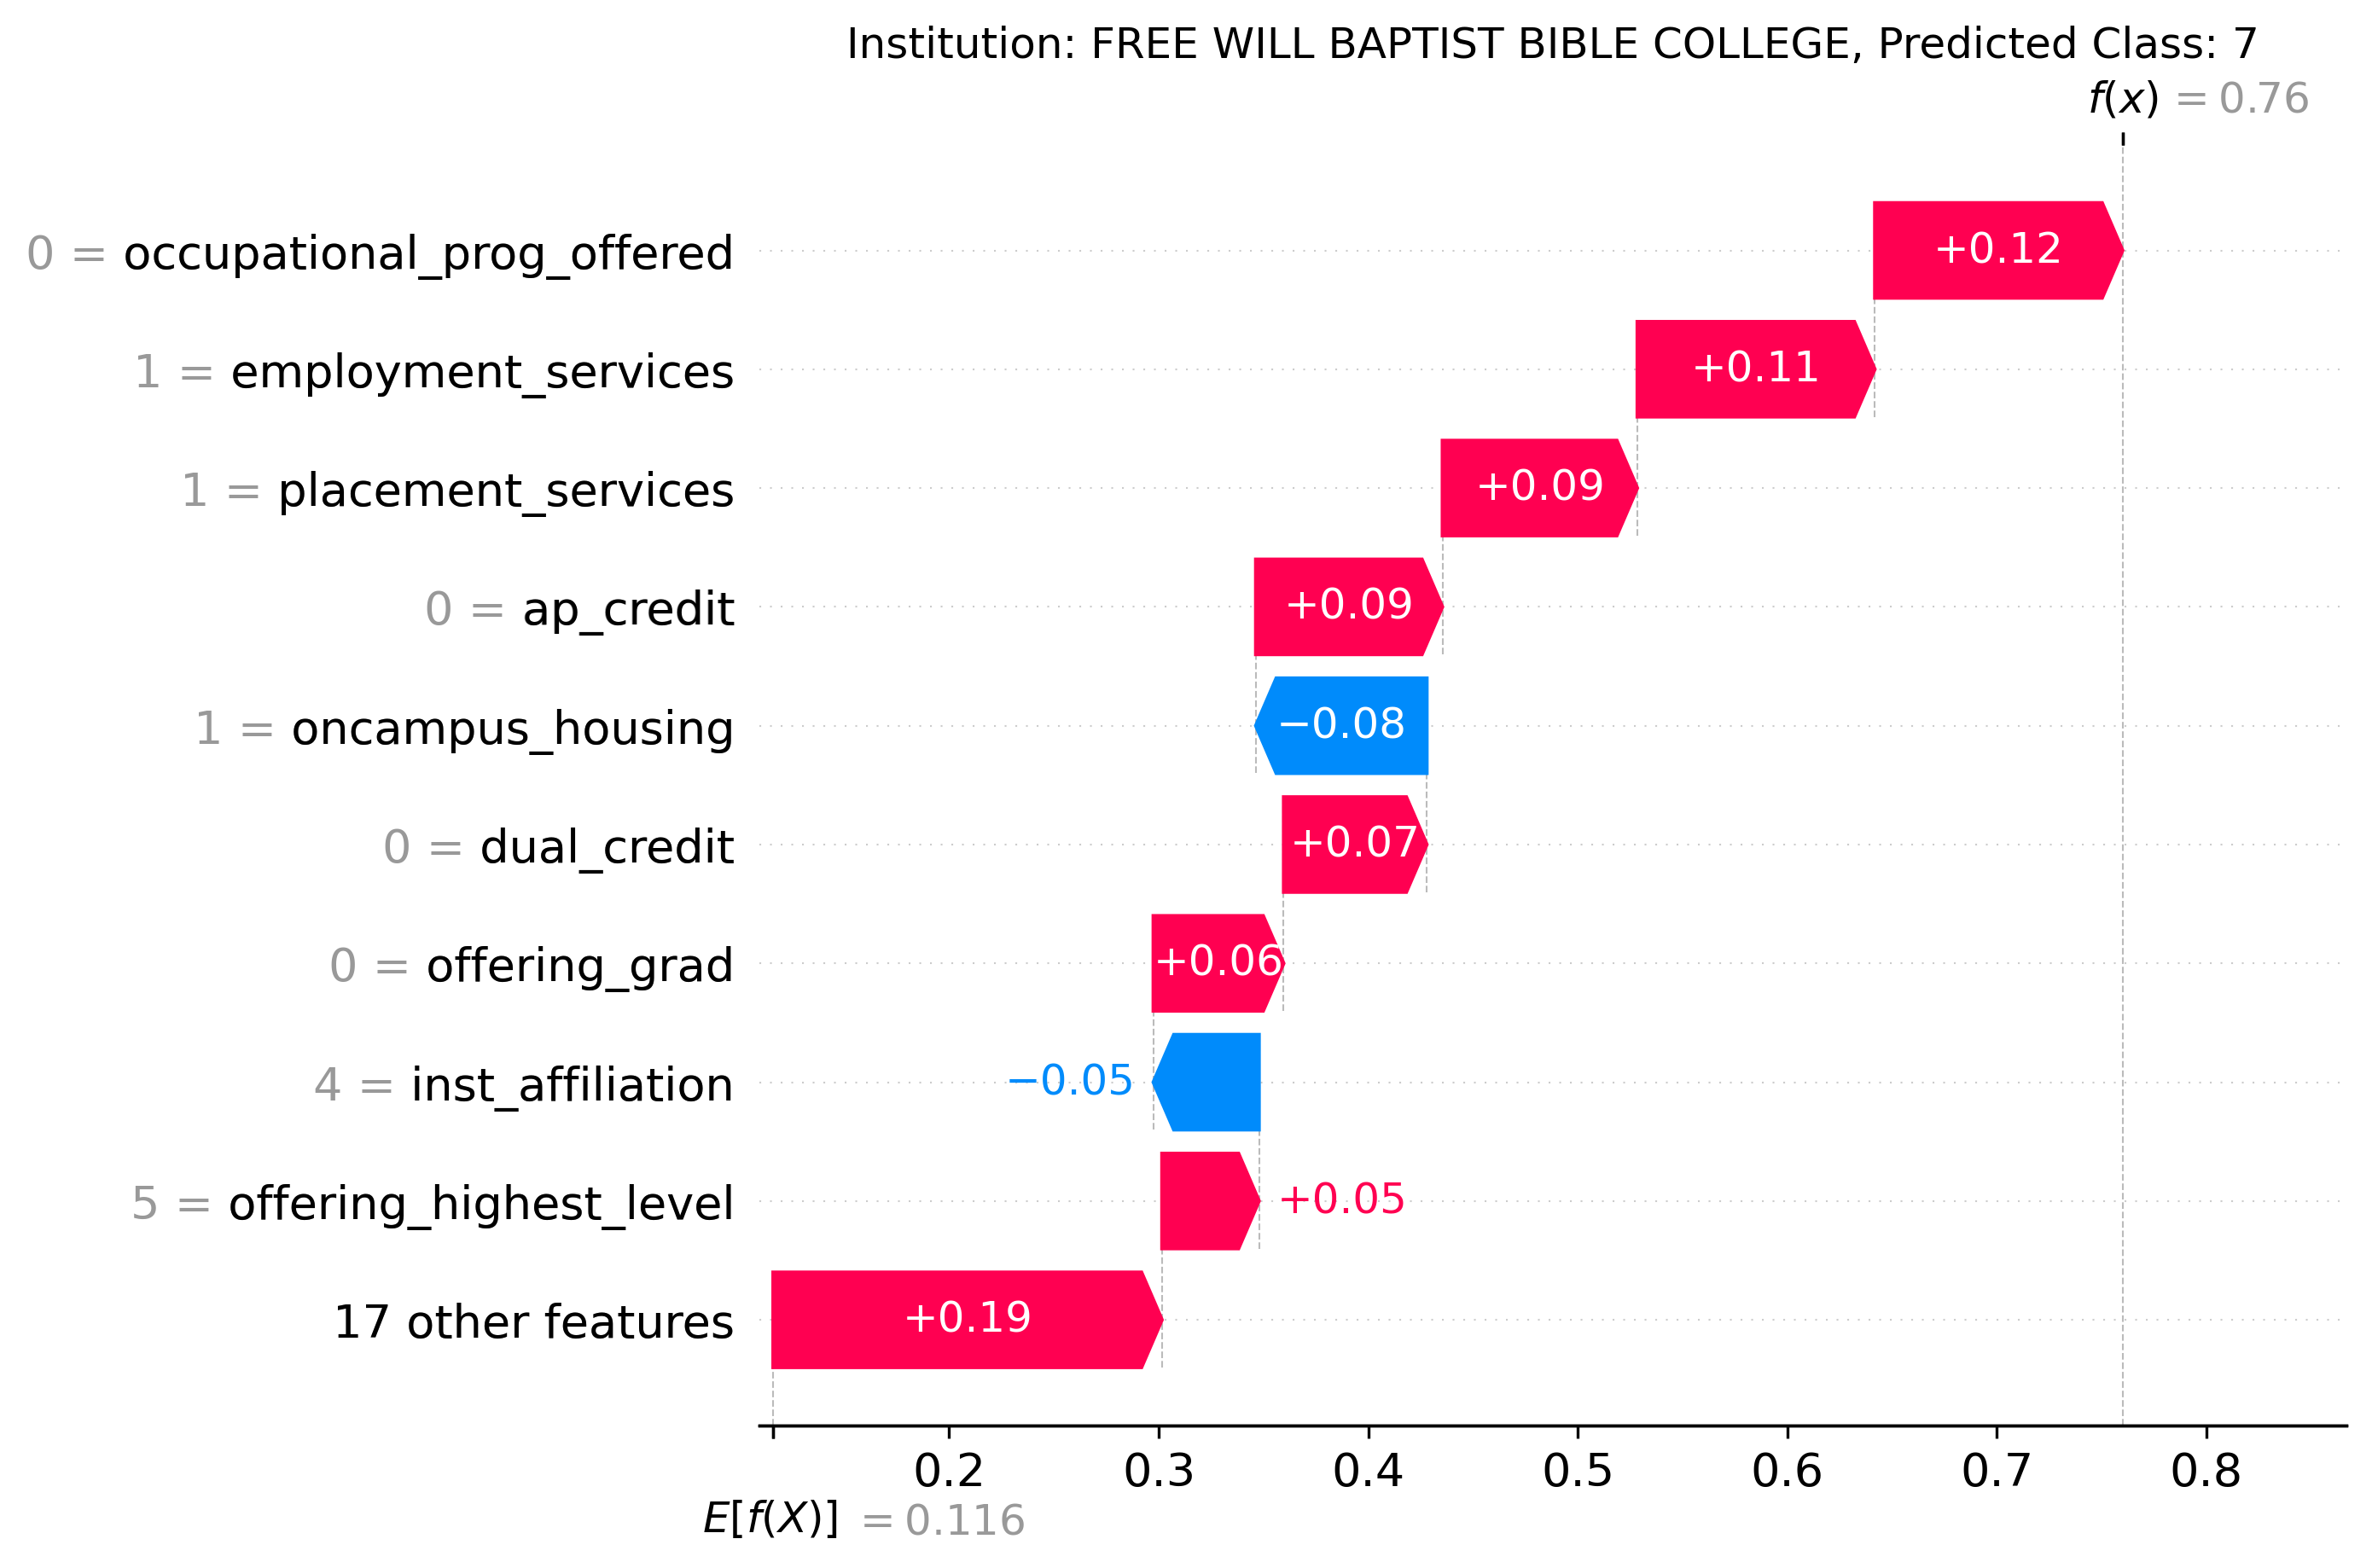 Institution: FREE WILL BAPTIST BIBLE COLLEGE, Predicted Class: 7
f(x) = 0.76
0 = occupational_prog_offered +0.12
1 = employment_services +0.11
1 = placement_services +0.09
0 = ap_credit +0.09
1 = oncampus_housing −0.08
0 = dual_credit +0.07
0 = offering_grad +0.06
4 = inst_affiliation −0.05
5 = offering_highest_level +0.05
17 other features +0.19
0.2 0.3 0.4 0.5 0.6 0.7 0.8
E[f(X)] = 0.116